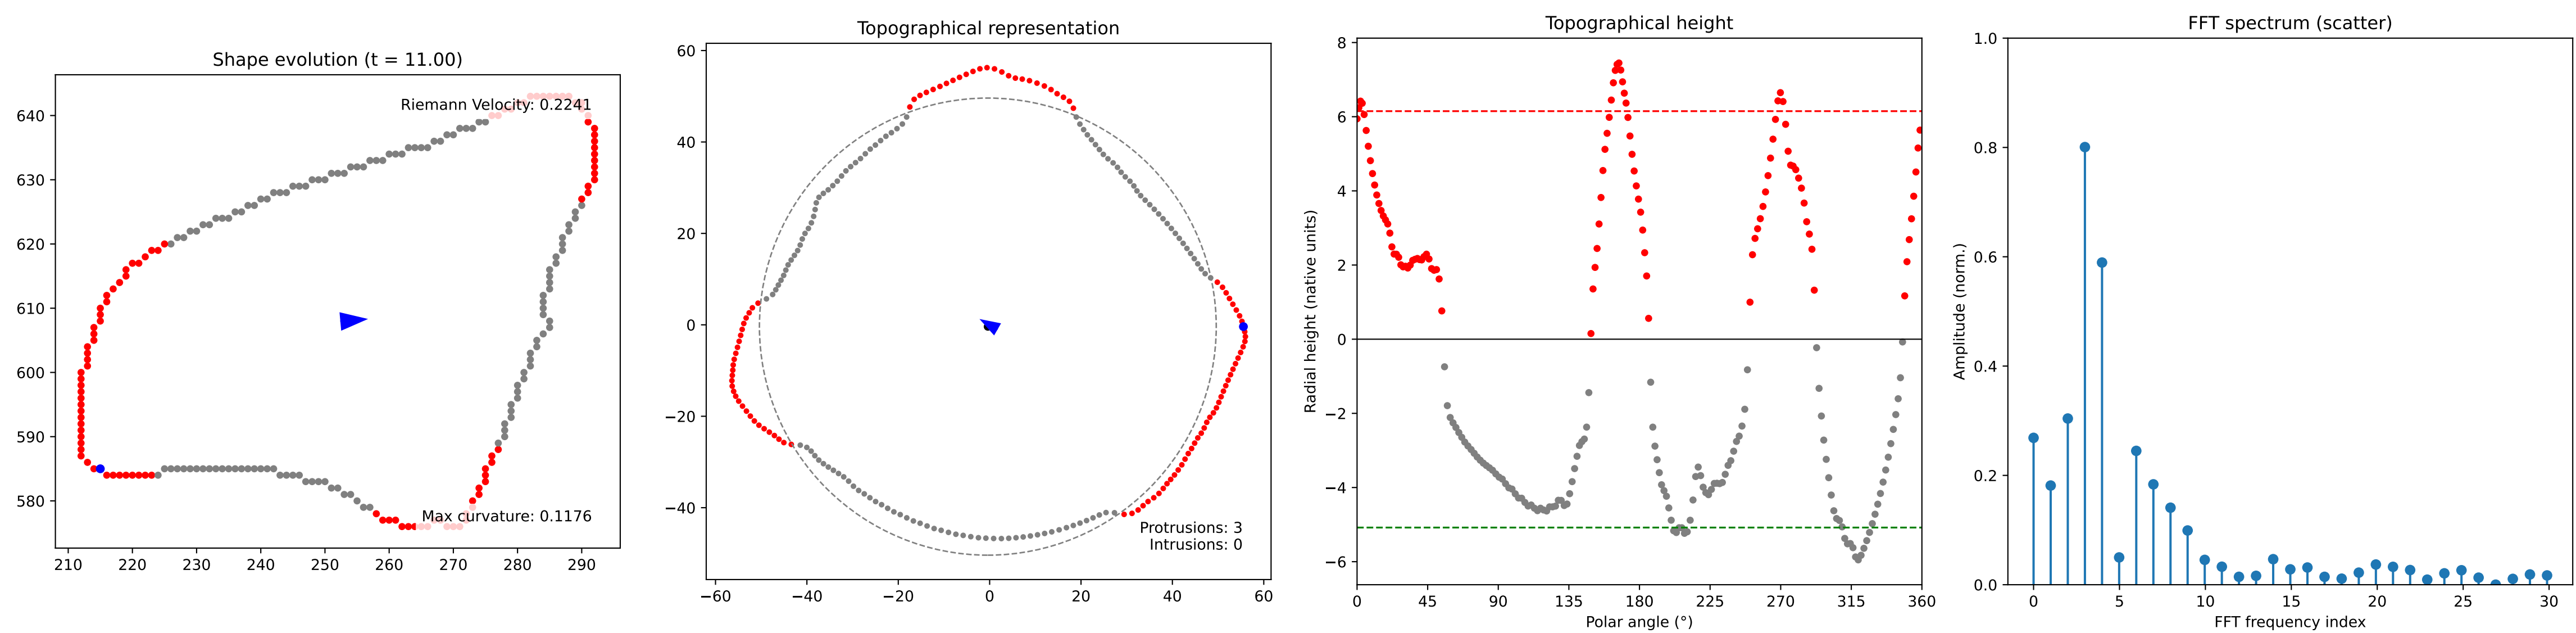 Shape evolution (t = 11.00)
Riemann Velocity: 0.2241
640
630
620
610
600
590
580
Max curvature: 0.1176
210 220 230 240 250 260 270 280 290
Topographical representation
60
40
20
0
−20
−40
Protrusions: 3
Intrusions: 0
−60 −40 −20 0 20 40 60
Topographical height
Radial height (native units)
8
6
4
2
0
−2
−4
−6
0 45 90 135 180 225 270 315 360
Polar angle (°)
FFT spectrum (scatter)
Amplitude (norm.)
1.0
0.8
0.6
0.4
0.2
0.0
0 5 10 15 20 25 30
FFT frequency index